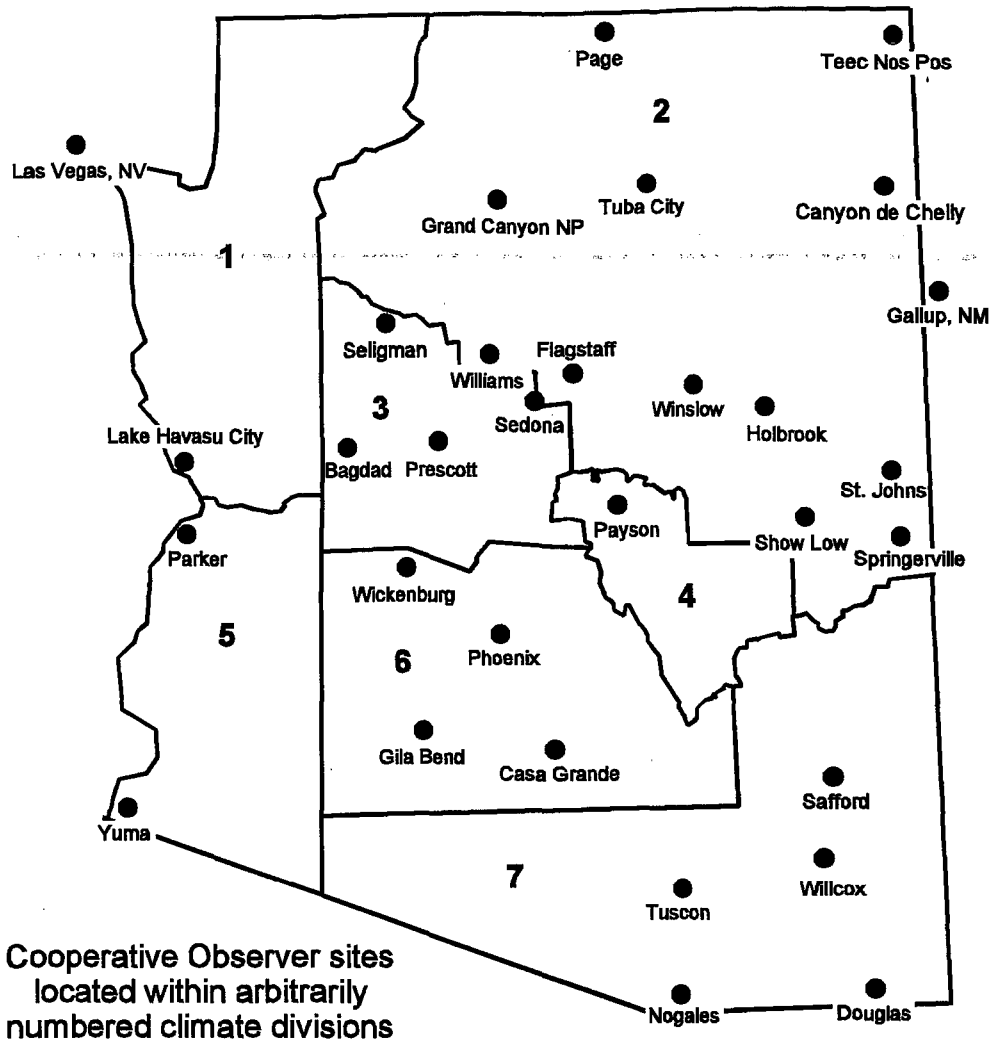 Page
Teec Nos Pos
2
Las Vegas, NV
Grand Canyon NP
Tuba City
Canyon de Chelly
1
Gallup, NM
Seligman
Williams
Flagstaff
3
Sedona
Winslow
Holbrook
Lake Havasu City
Bagdad
Prescott
St. Johns
Parker
Payson
Show Low
Springerville
Wickenburg
4
5
6
Phoenix
Gila Bend
Casa Grande
Safford
Yuma
7
Tuscon
Willcox
Cooperative Observer sites
located within arbitrarily
numbered climate divisions
Nogales
Douglas